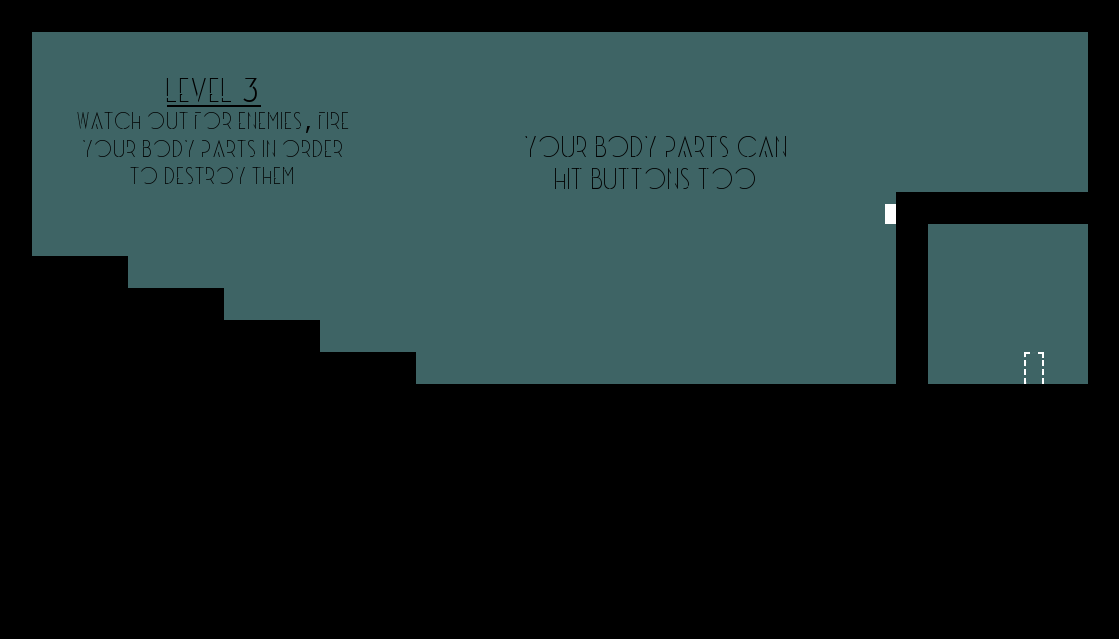 LEVEL 3
WATCH OUT FOR ENEMIES, FIRE
YOUR BODY PARTS IN ORDER
TO DESTROY THEM
YOUR BODY PARTS CAN
HIT BUTTONS TOO